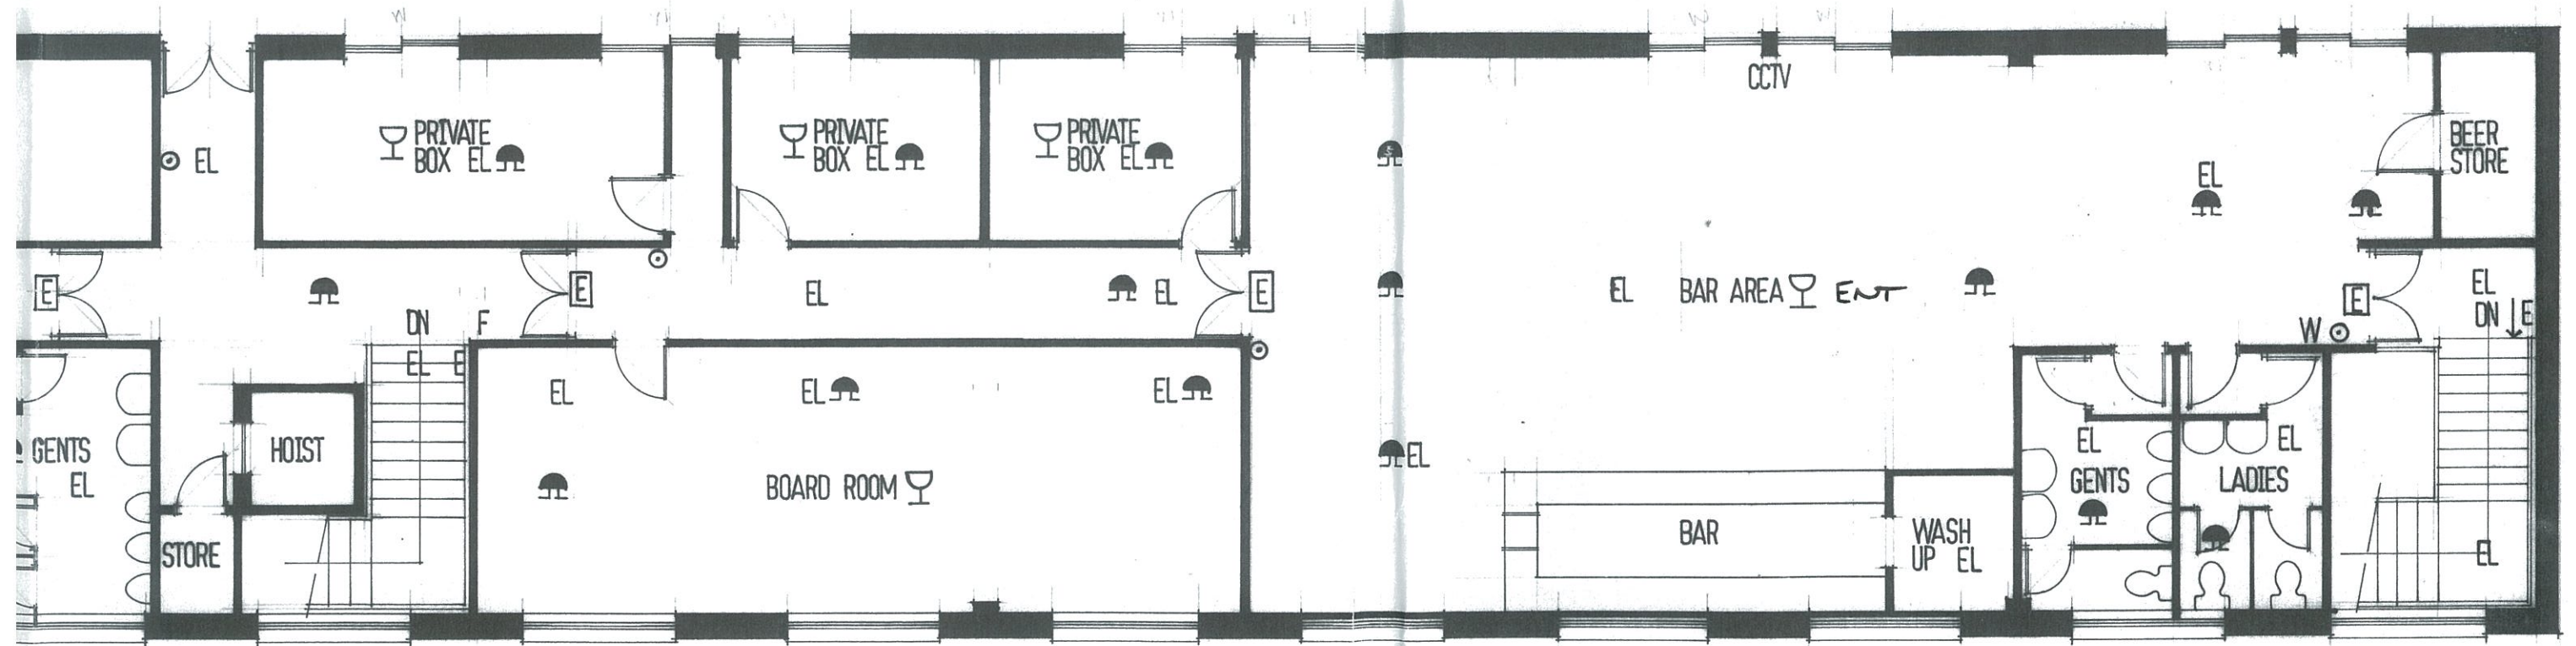 CCTV
PRIVATE
BOX EL
PRIVATE
BOX EL
PRIVATE
BOX EL
BEER
STORE
EL
EL
E
E
EL
EL
E
EL
BAR AREA
ENT
E
EL
DN
E
DN
F
W
EL
E
EL
EL
EL
GENTS
EL
HOIST
BOARD ROOM
EL
EL
GENTS
EL
LADIES
STORE
BAR
WASH
UP EL
EL